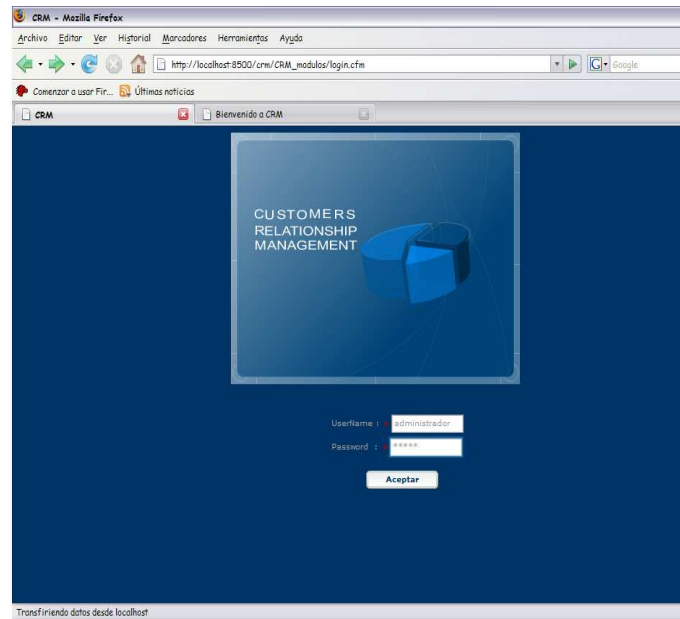 CRM - Mozilla Firefox
Archivo Editar Ver Historial Marcadores Herramientas Ayuda
http://localhost:8500/crm/CRM_modulos/login.cfm G Google
Comenzar a usar Fir... Últimas noticias
CRM Bienvenido a CRM
CUSTOMERS
RELATIONSHIP
MANAGEMENT
UserName : administrador
Password : *****
Aceptar
Transfiriendo datos desde localhost